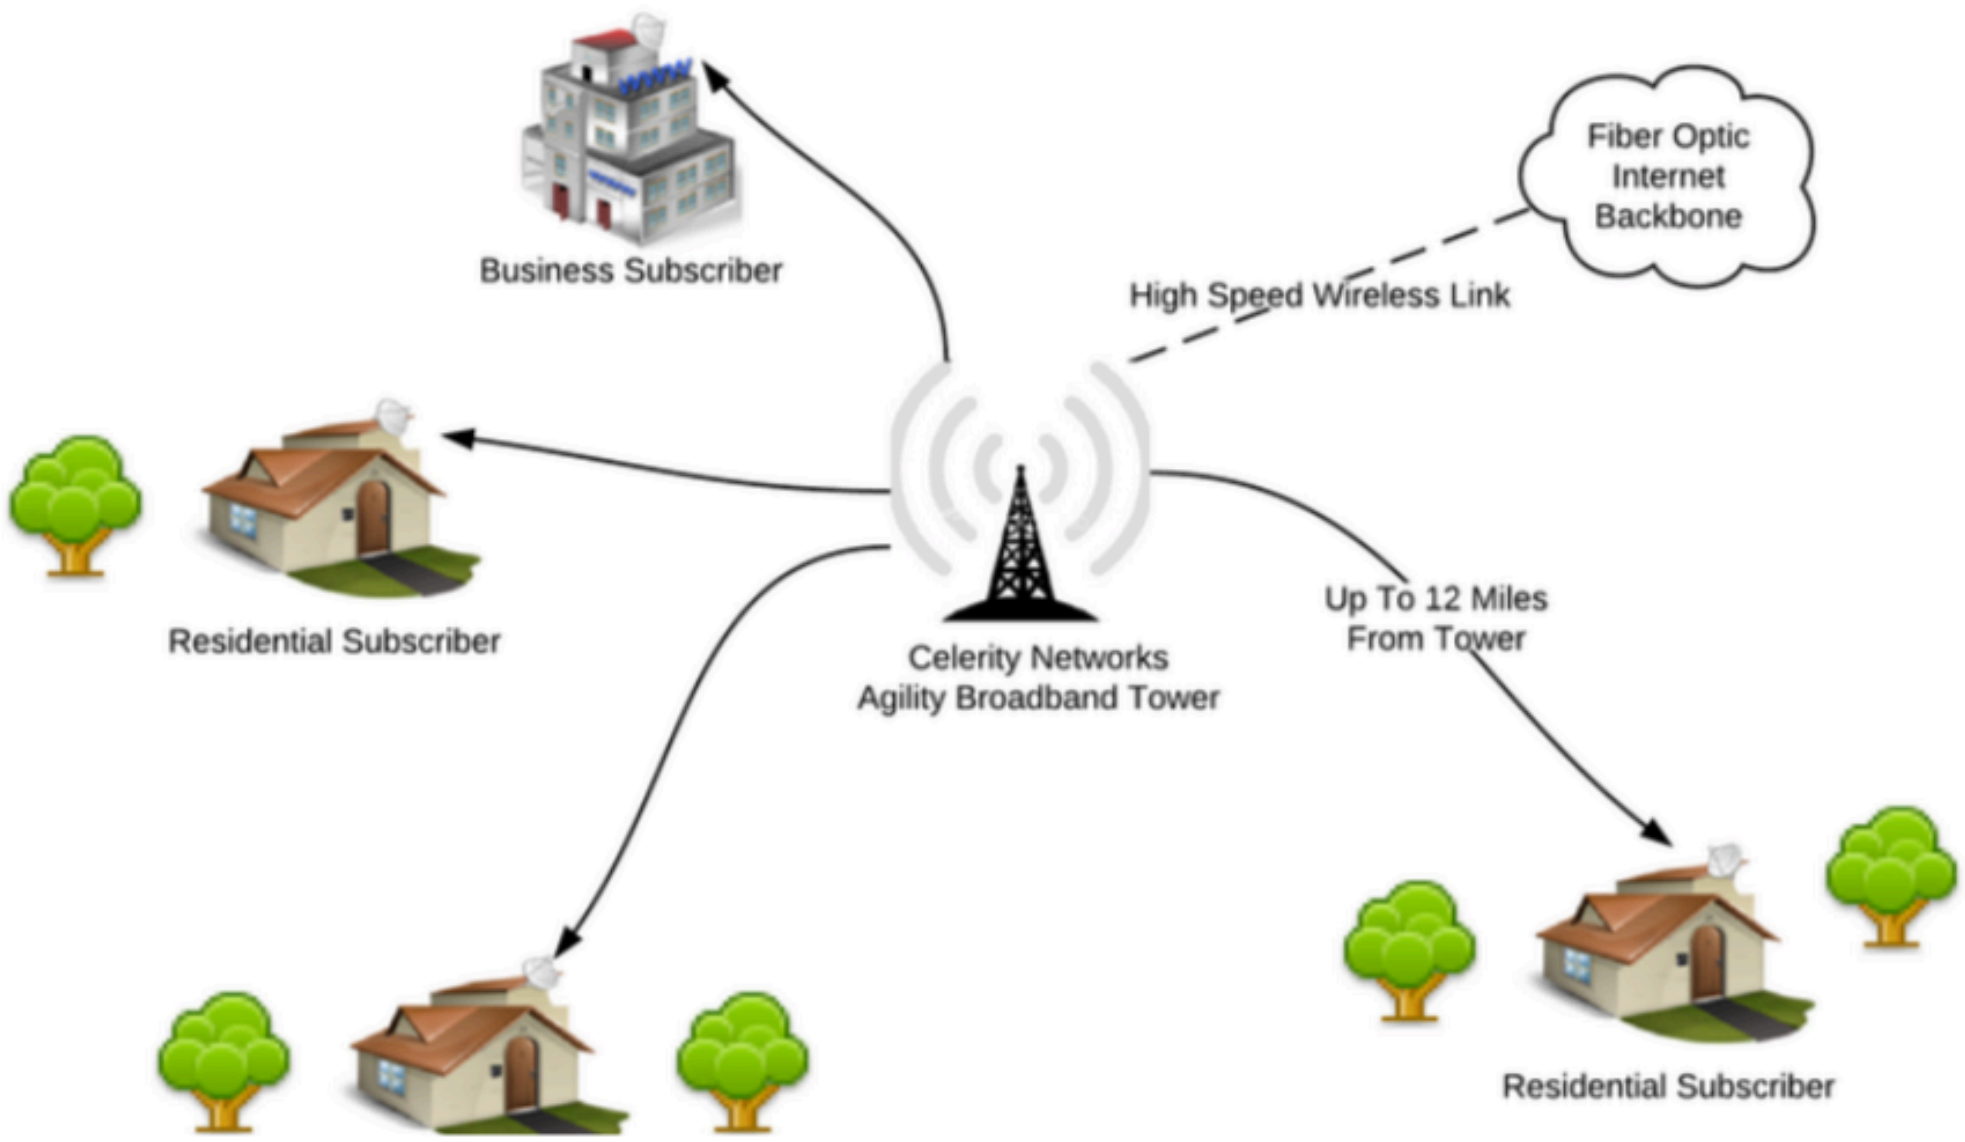 WWW
Business Subscriber
Fiber Optic
Internet
Backbone
High Speed Wireless Link
Residential Subscriber
Celerity Networks
Agility Broadband Tower
Up To 12 Miles
From Tower
Residential Subscriber